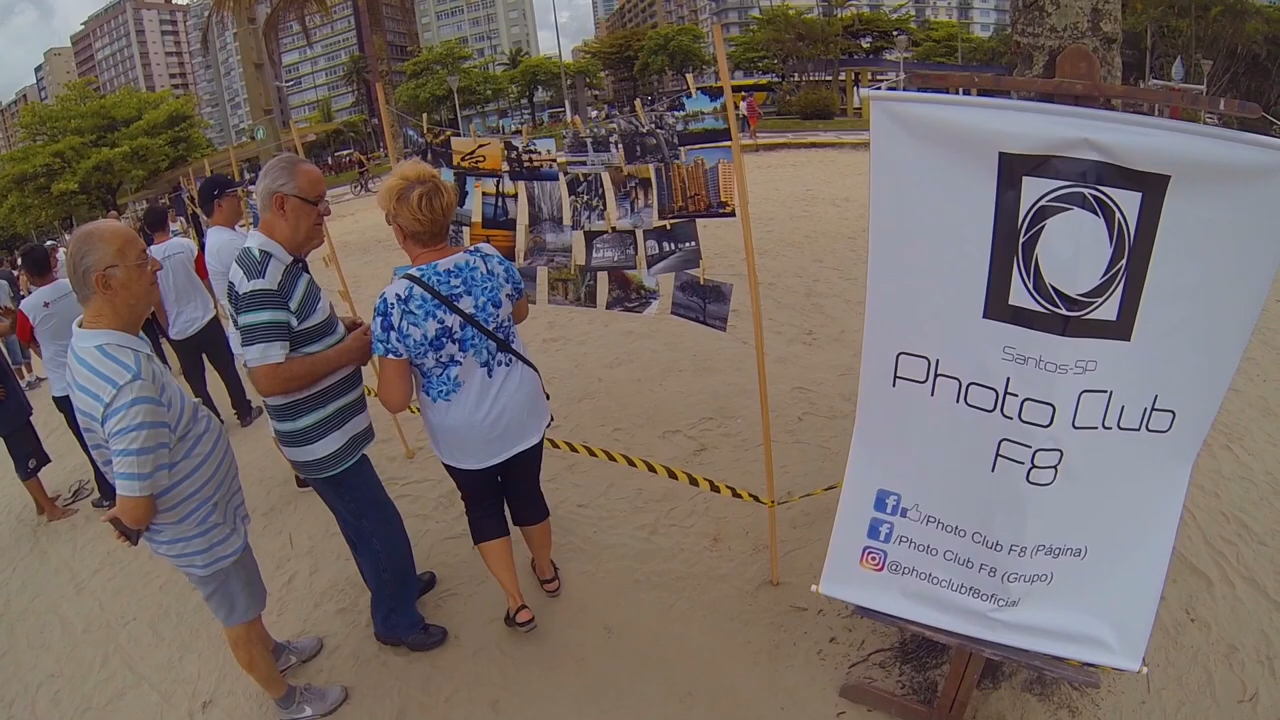 Santos-SP
Photo Club
F8
f /Photo Club F8 (Página)
f /Photo Club F8 (Grupo)
@photoclubf8oficial